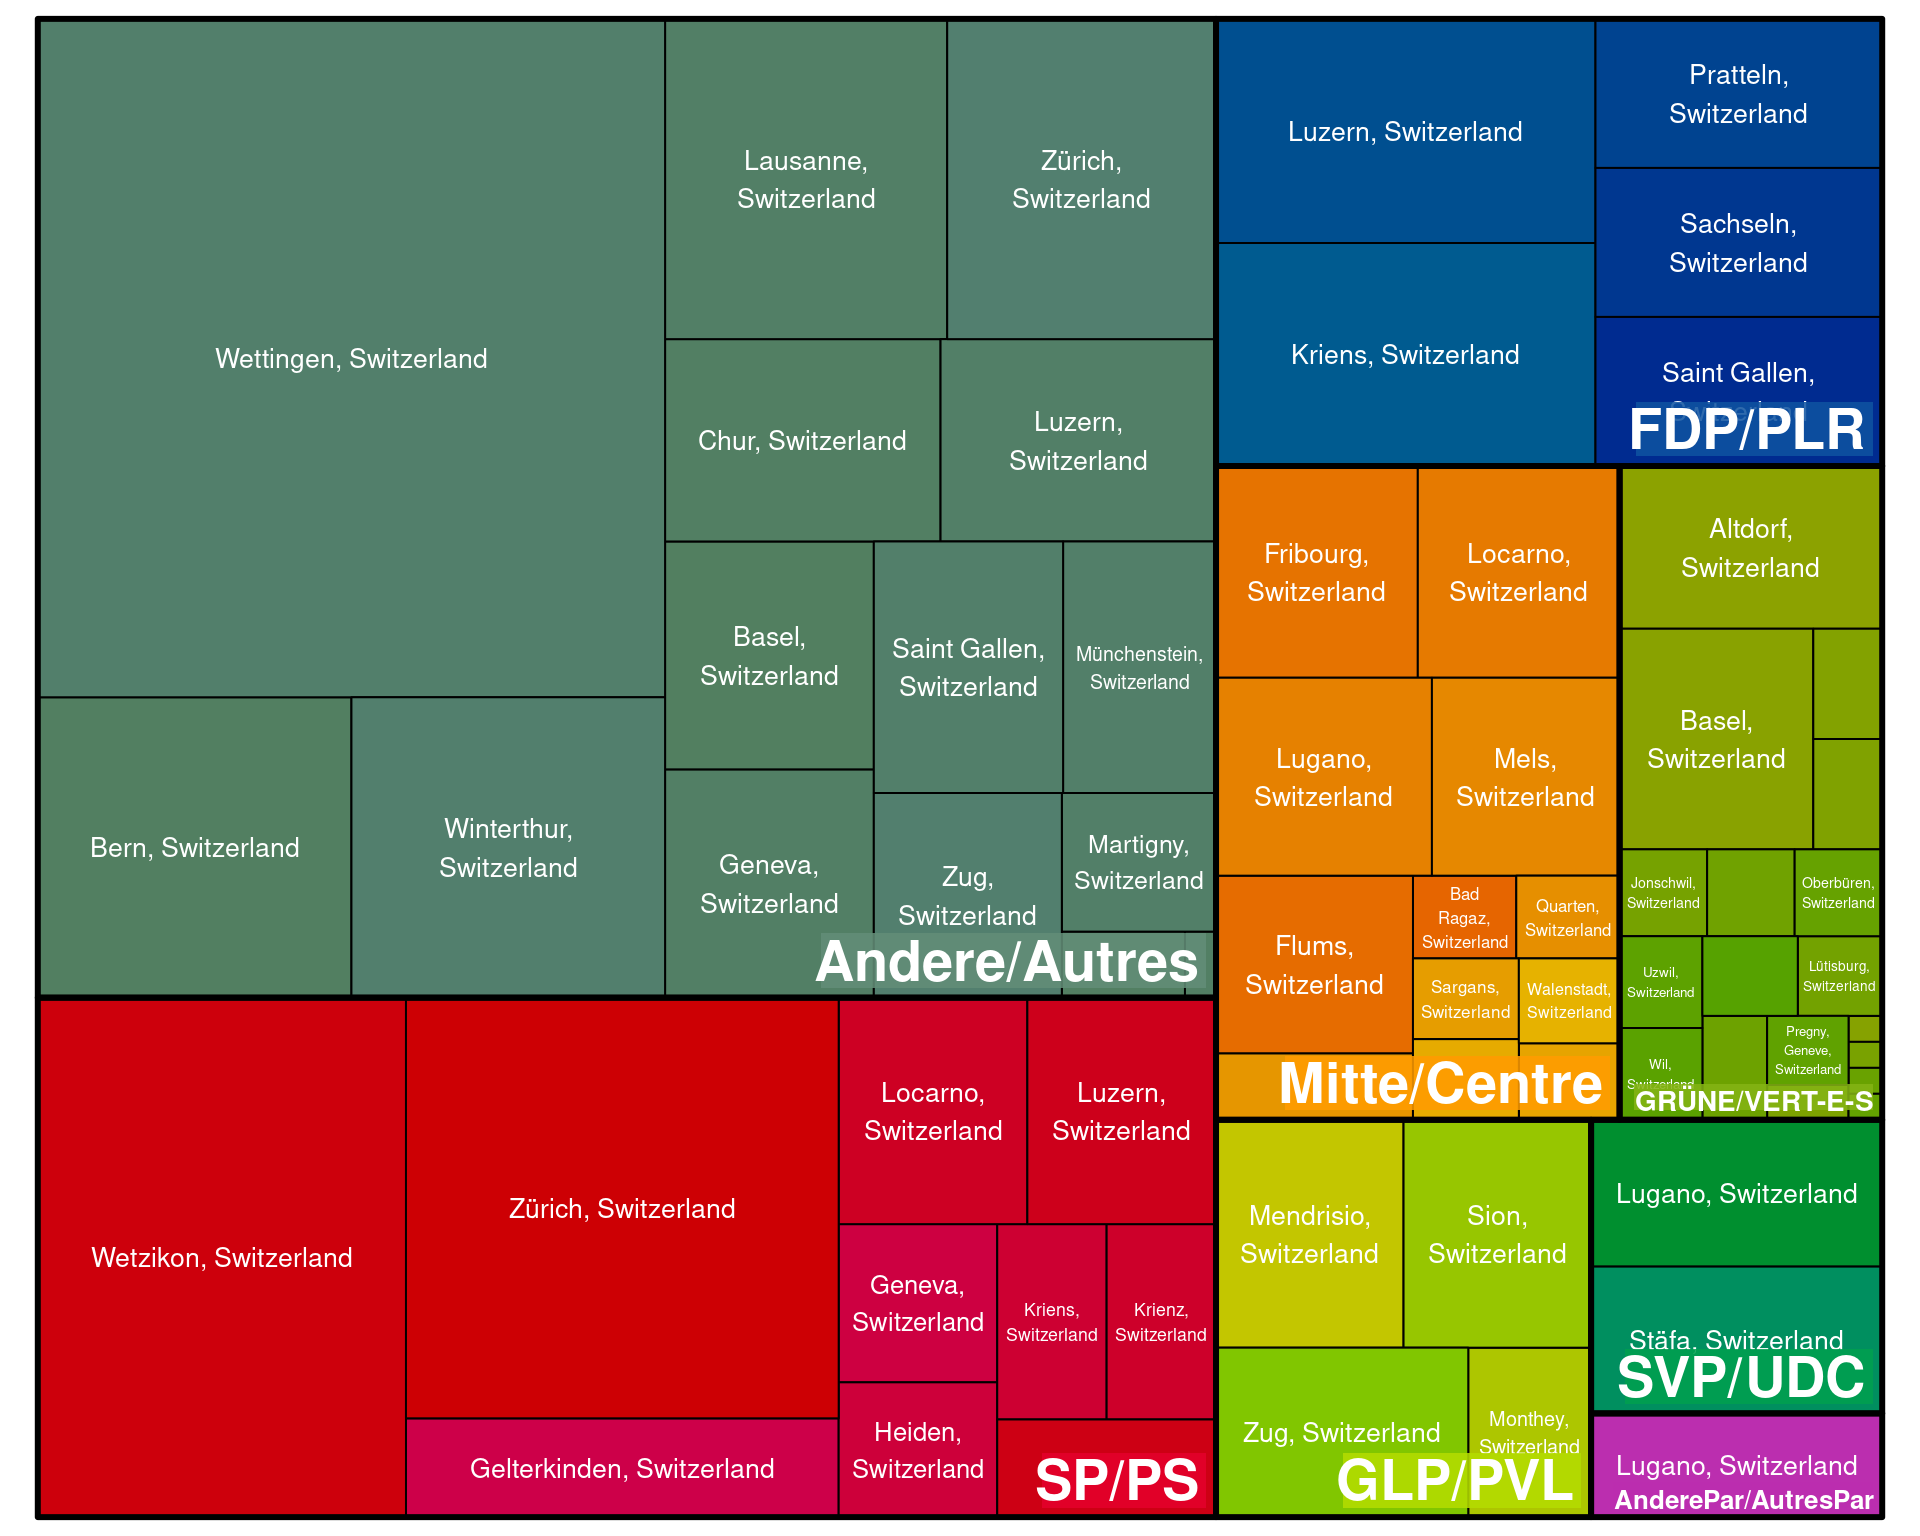 Wettingen, Switzerland
Bern, Switzerland
Winterthur,
Switzerland
Lausanne,
Switzerland
Zürich,
Switzerland
Chur, Switzerland
Luzern,
Switzerland
Basel,
Switzerland
Saint Gallen,
Switzerland
Münchenstein,
Switzerland
Geneva,
Switzerland
Zug,
Switzerland
Martigny,
Switzerland
Andere/Autres
Wetzikon, Switzerland
Zürich, Switzerland
Gelterkinden, Switzerland
Locarno,
Switzerland
Luzern,
Switzerland
Geneva,
Switzerland
Kriens,
Switzerland
Krienz,
Switzerland
Heiden,
Switzerland
SP/PS
Luzern, Switzerland
Kriens, Switzerland
Pratteln,
Switzerland
Sachseln,
Switzerland
Saint Gallen,
Switzerland
FDP/PLR
Fribourg,
Switzerland
Locarno,
Switzerland
Lugano,
Switzerland
Mels,
Switzerland
Flums,
Switzerland
Bad
Ragaz,
Switzerland
Quarten,
Switzerland
Sargans,
Switzerland
Walenstadt,
Switzerland
Mitte/Centre
Altdorf,
Switzerland
Basel,
Switzerland
Jonschwil,
Switzerland
Oberbüren,
Switzerland
Uzwil,
Switzerland
Lütisburg,
Switzerland
Wil,
Switzerland
Pregny,
Geneve,
Switzerland
GRÜNE/VERT-E-S
Mendrisio,
Switzerland
Sion,
Switzerland
Zug, Switzerland
Monthey,
Switzerland
GLP/PVL
Lugano, Switzerland
Stäfa, Switzerland
SVP/UDC
Lugano, Switzerland
AnderePar/AutresPar